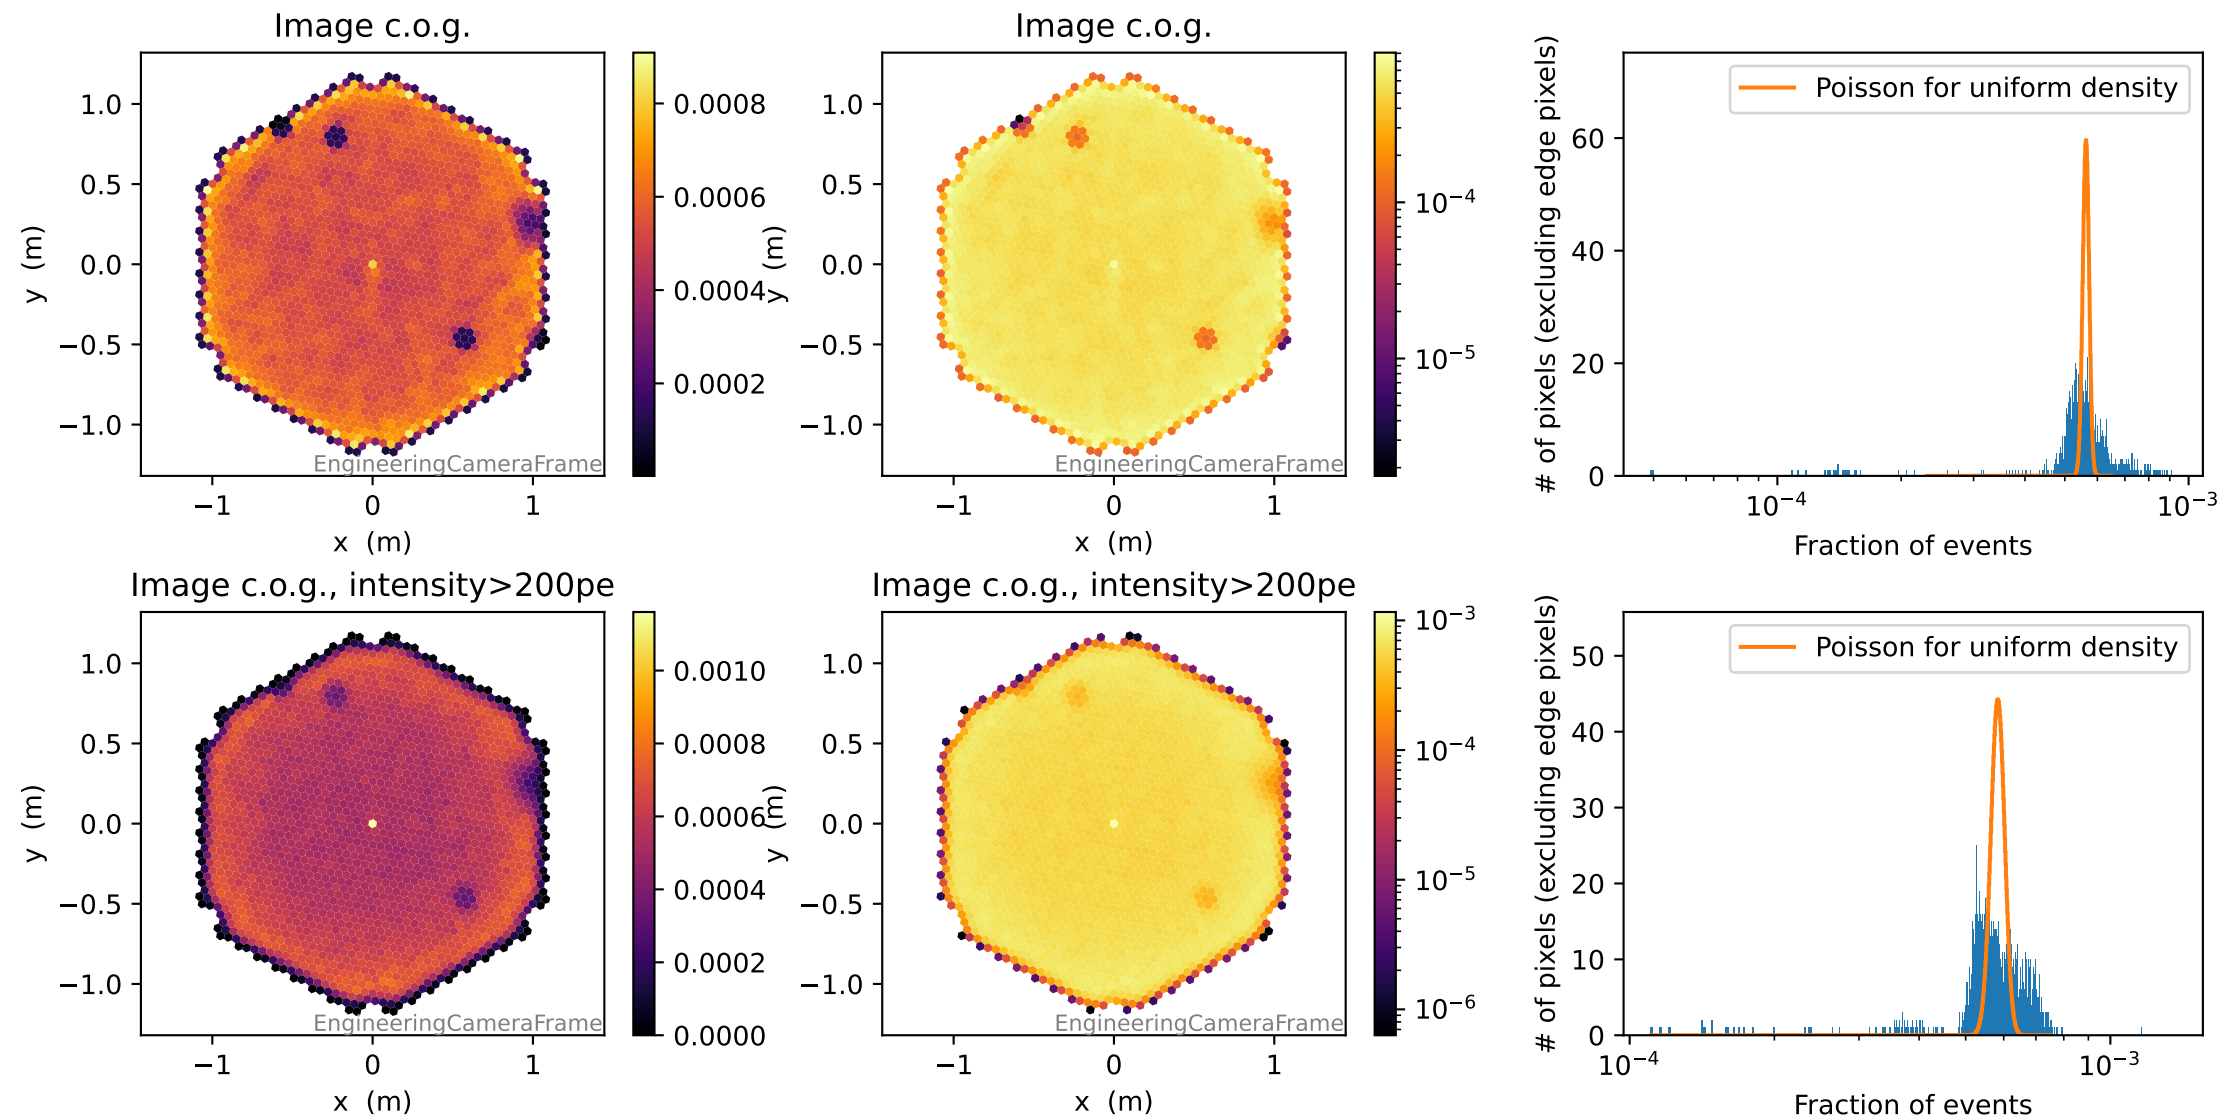 Image c.o.g.
1.0
0.5
0.0
−0.5
−1.0
y (m)
−1
0
1
x (m)
EngineeringCameraFrame
0.0008
0.0006
0.0004
0.0002
Image c.o.g.
1.0
0.5
0.0
−0.5
−1.0
y (m)
−1
0
1
x (m)
EngineeringCameraFrame
10⁻⁴
10⁻⁵
Poisson for uniform density
# of pixels (excluding edge pixels)
60
40
20
0
10⁻⁴
10⁻³
Fraction of events
Image c.o.g., intensity>200pe
1.0
0.5
0.0
−0.5
−1.0
y (m)
−1
0
1
x (m)
EngineeringCameraFrame
0.0010
0.0008
0.0006
0.0004
0.0002
0.0000
Image c.o.g., intensity>200pe
1.0
0.5
0.0
−0.5
−1.0
y (m)
−1
0
1
x (m)
EngineeringCameraFrame
10⁻³
10⁻⁴
10⁻⁵
10⁻⁶
Poisson for uniform density
# of pixels (excluding edge pixels)
50
40
30
20
10
0
10⁻⁴
10⁻³
Fraction of events